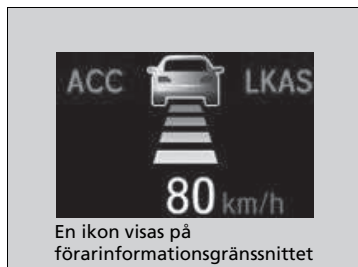 ACC LKAS
80 km/h
En ikon visas på
förarinformationsgränssnittet